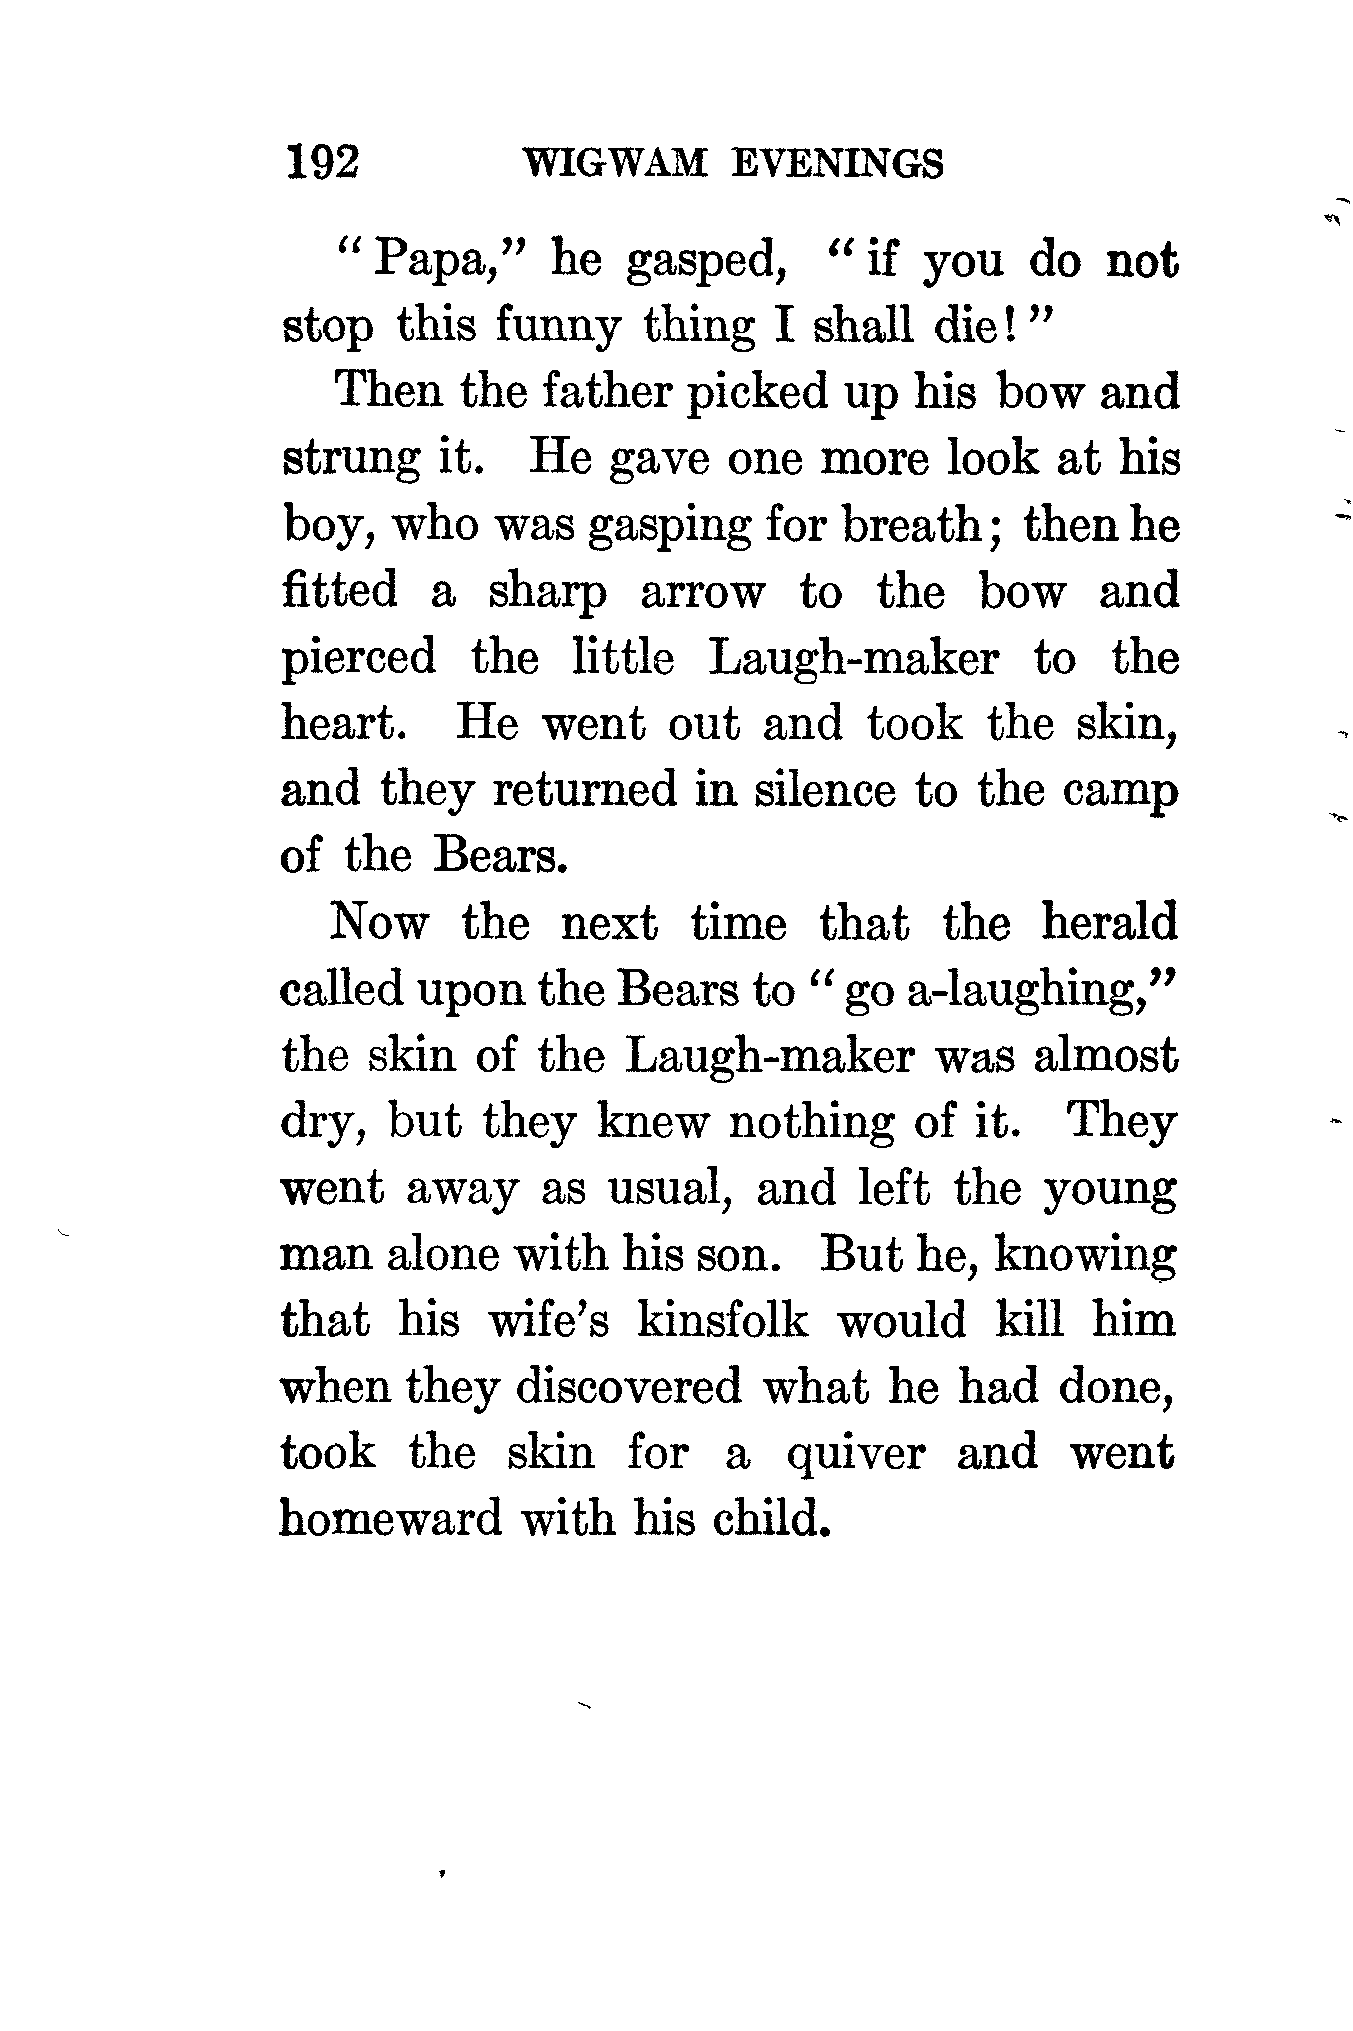 192 WIGWAM EVENINGS
“Papa,” he gasped, “if you do not
stop this funny thing I shall die!”
Then the father picked up his bow and
strung it. He gave one more look at his
boy, who was gasping for breath; then he
fitted a sharp arrow to the bow and
pierced the little Laugh-maker to the
heart. He went out and took the skin,
and they returned in silence to the camp
of the Bears.
Now the next time that the herald
called upon the Bears to “go a-laughing,”
the skin of the Laugh-maker was almost
dry, but they knew nothing of it. They
went away as usual, and left the young
man alone with his son. But he, knowing
that his wife’s kinsfolk would kill him
when they discovered what he had done,
took the skin for a quiver and went
homeward with his child.